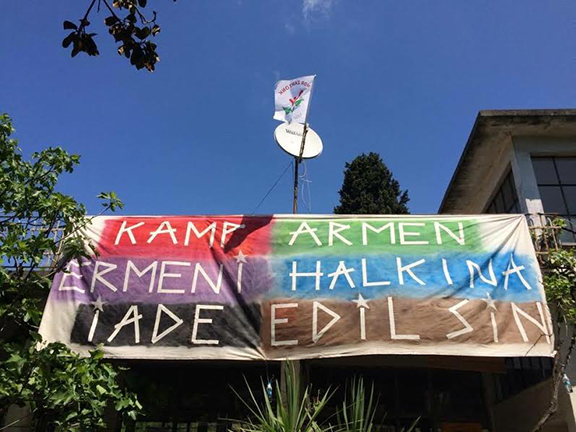 KAMP ARMEN
ERMENİ HALKINA
İADE EDİLSİN